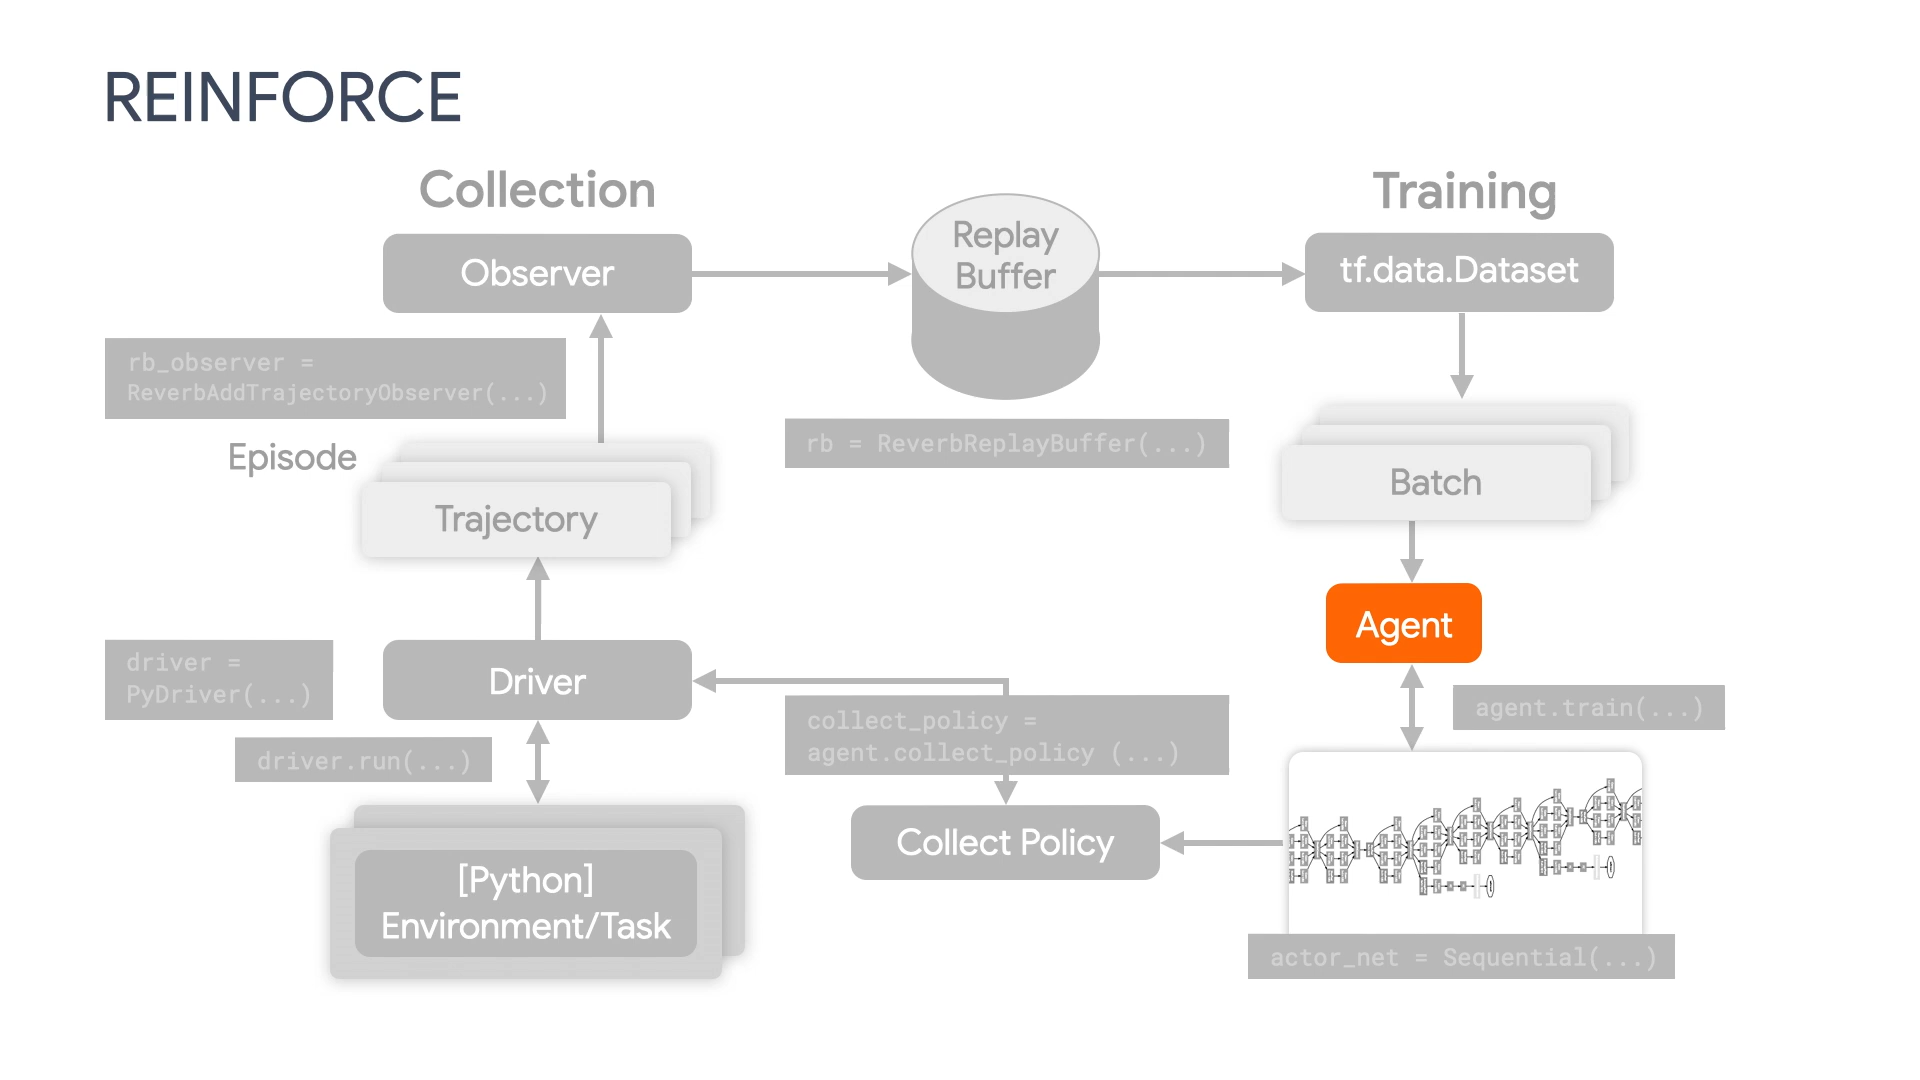 REINFORCE
Collection
Training
Observer
Replay
Buffer
tf.data.Dataset
rb_observer =
ReverbAddTrajectoryObserver(...)
rb = ReverbReplayBuffer(...)
Episode
Trajectory
Batch
Agent
driver =
PyDriver(...)
Driver
agent.train(...)
collect_policy =
agent.collect_policy (...)
driver.run(...)
Collect Policy
[Python]
Environment/Task
actor_net = Sequential(...)